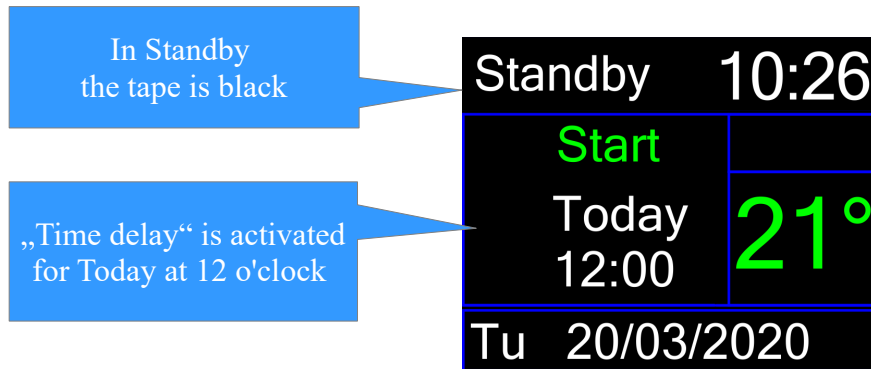 In Standby
the tape is black
Standby 10:26
Start
„Time delay“ is activated
for Today at 12 o'clock
Today
12:00
21°
Tu 20/03/2020